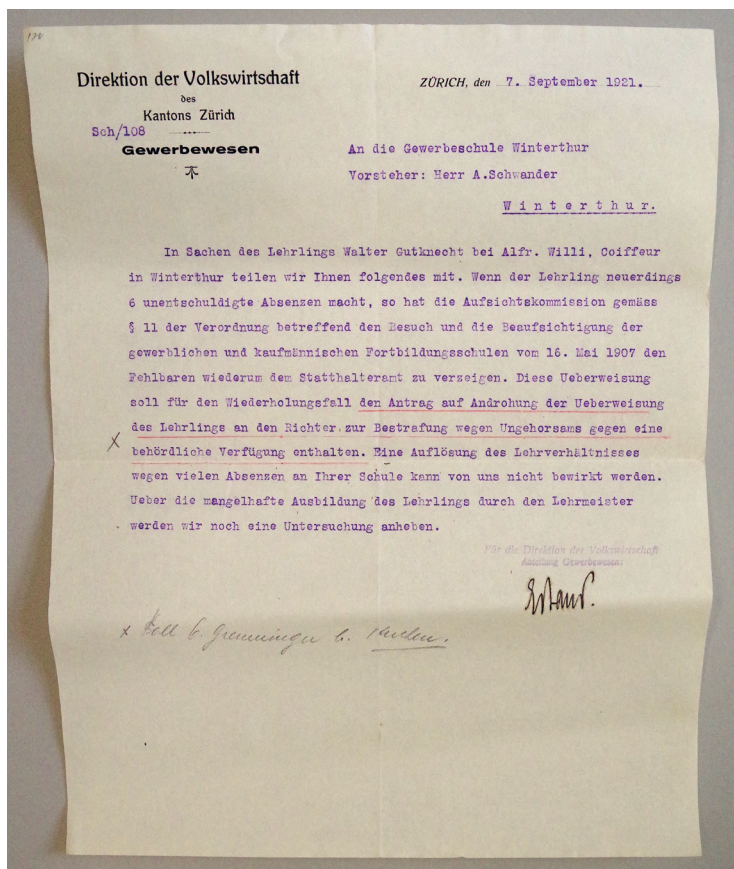 170
Direktion der Volkswirtschaft
des
Kantons Zürich
Sch/108
Gewerbewesen
ZÜRICH, den 7. September 1921.
An die Gewerbeschule Winterthur
Vorsteher: Herr A.Schwander
Winterthur.
In Sachen des Lehrlings Walter Gutknecht bei Alfr. Willi, Coiffeur
in Winterthur teilen wir Ihnen folgendes mit. Wenn der Lehrling neuerdings
6 unentschuldigte Absenzen macht, so hat die Aufsichtskommission gemäss
§ 11 der Verordnung betreffend den Besuch und die Beaufsichtigung der
gewerblichen und kaufmännischen Fortbildungsschulen vom 16. Mai 1907 den
Fehlbaren wiederum dem Statthalteramt zu verzeigen. Diese Ueberweisung
soll für den Wiederholungsfall den Antrag auf Androhung der Ueberweisung
des Lehrlings an den Richter zur Bestrafung wegen Ungehorsams gegen eine
x behördliche Verfügung enthalten. Eine Auflösung des Lehrverhältnisses
wegen vielen Absenzen an Ihrer Schule kann von uns nicht bewirkt werden.
Ueber die mangelhafte Ausbildung des Lehrlings durch den Lehrmeister
werden wir noch eine Untersuchung anheben.
Für die Direktion der Volkswirtschaft
Abteilung Gewerbewesen:
x b. b.